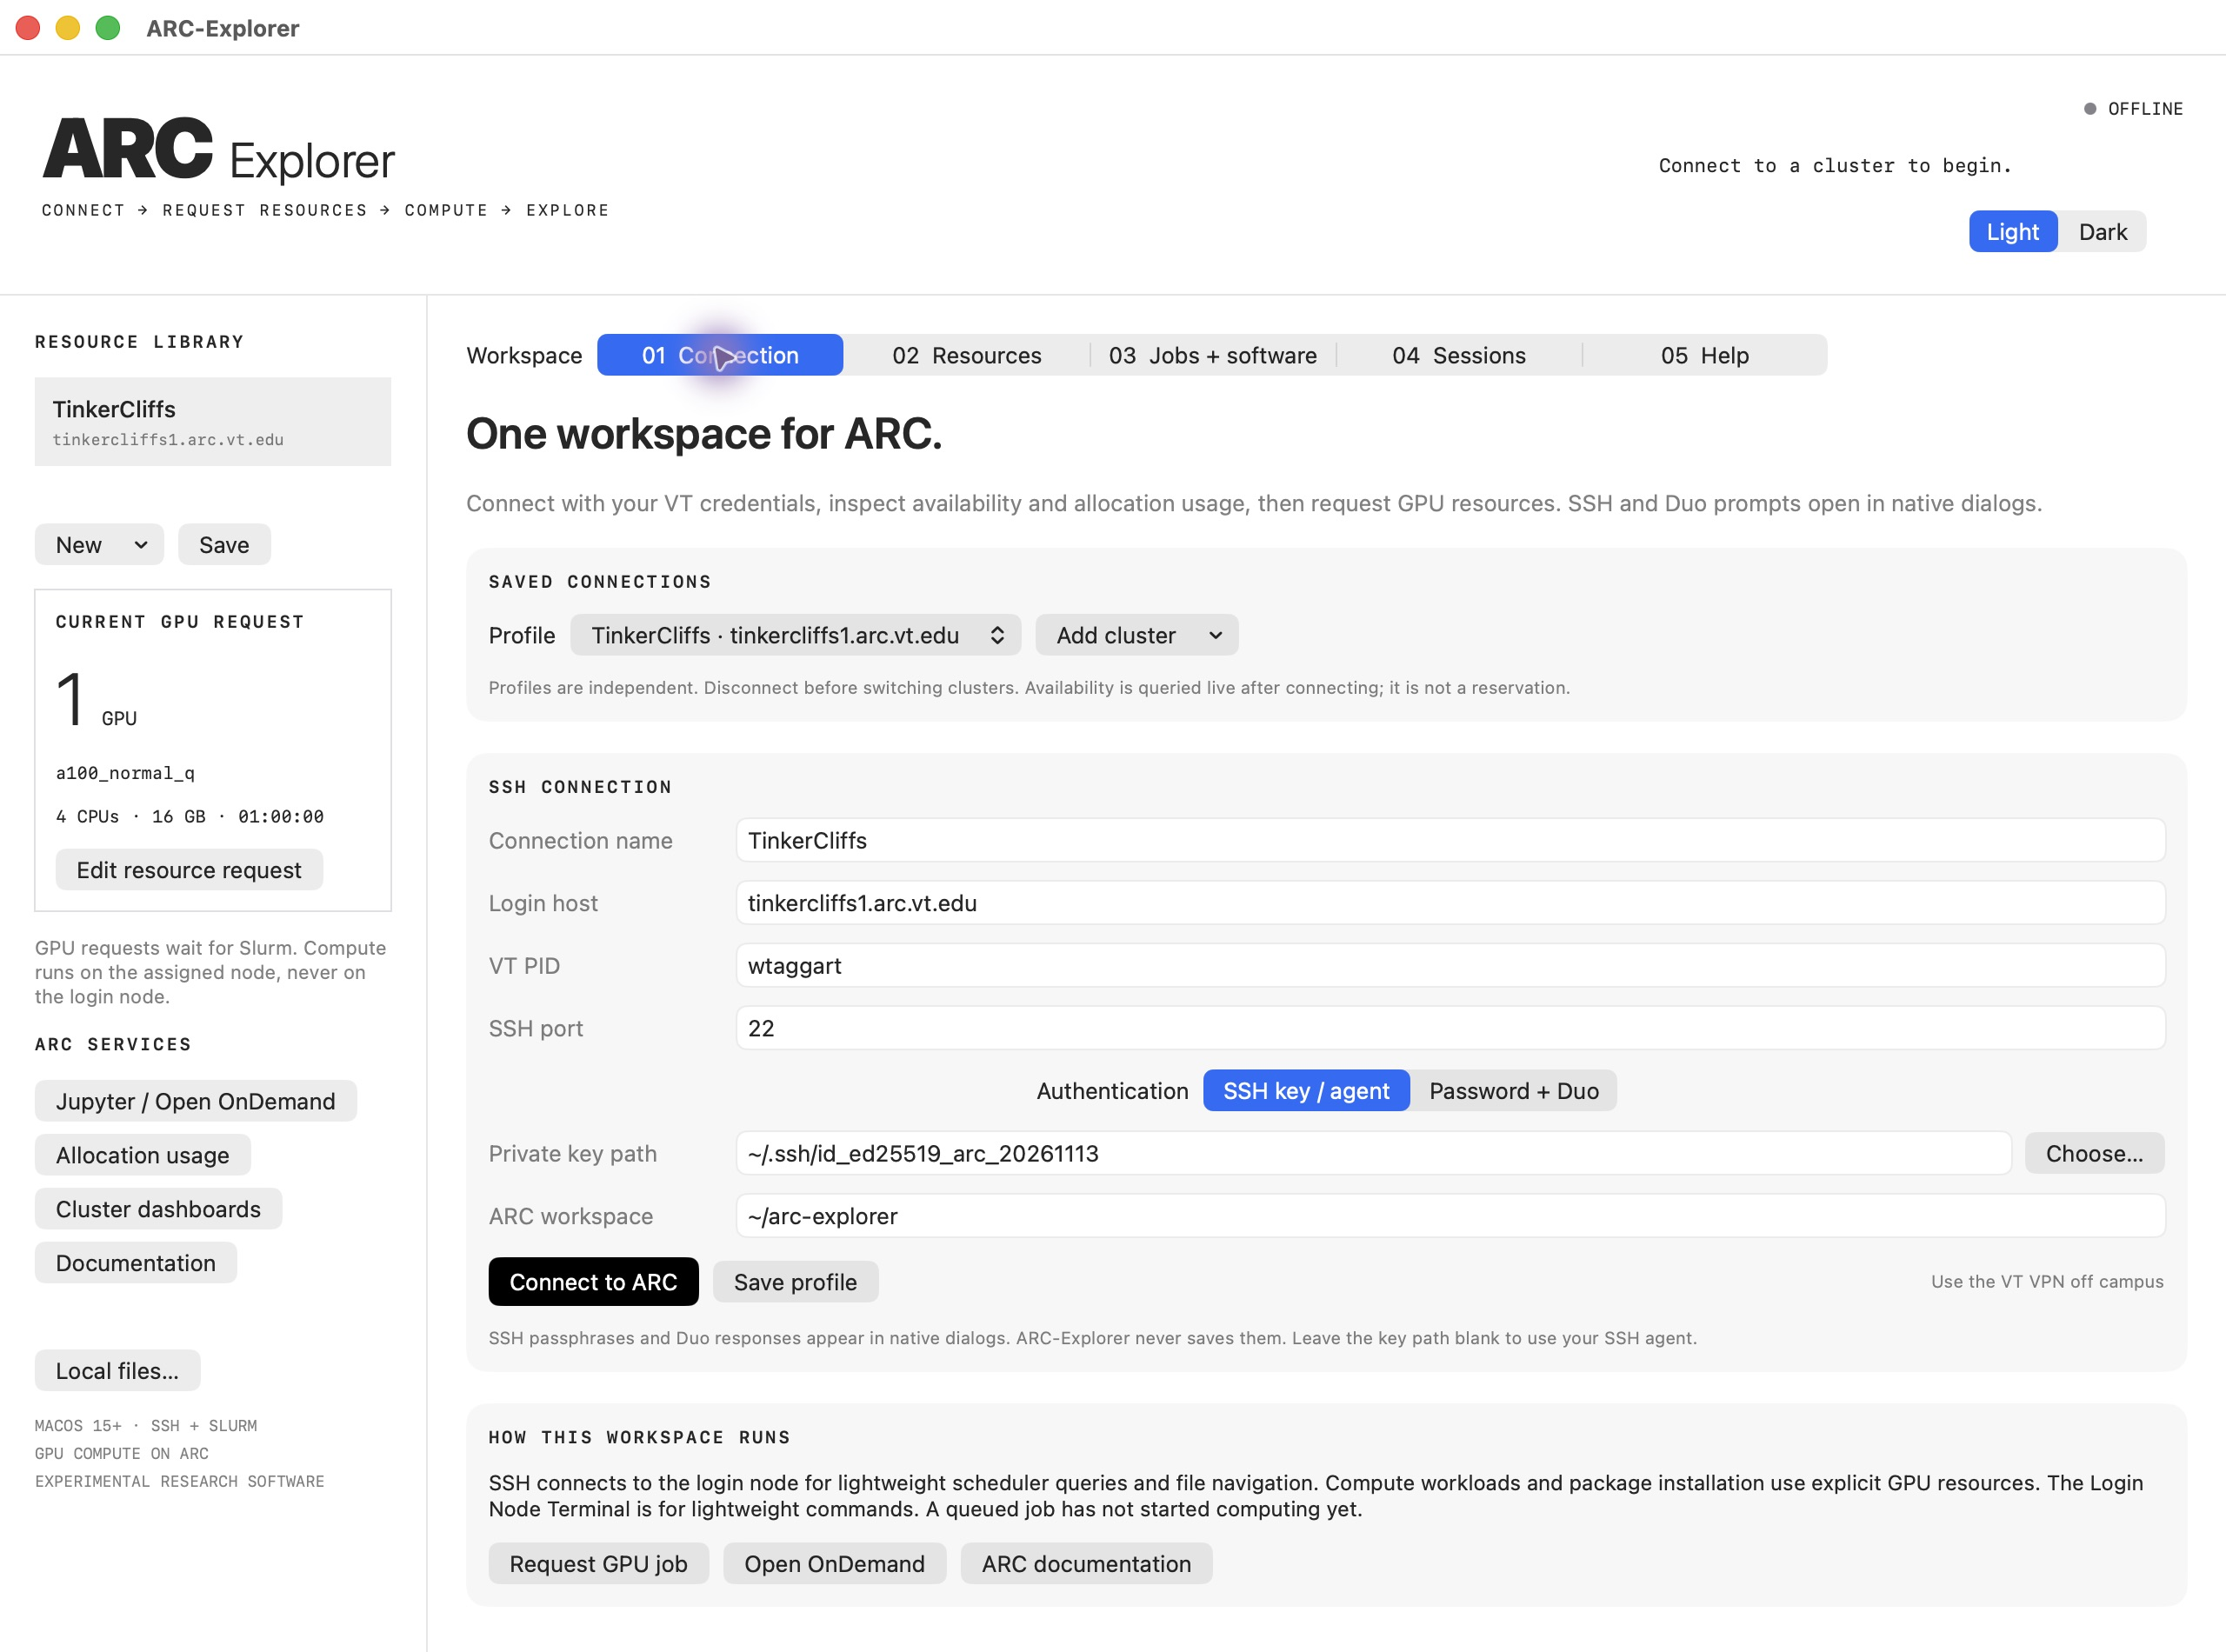 ARC-Explorer
ARC Explorer
CONNECT → REQUEST RESOURCES → COMPUTE → EXPLORE
OFFLINE
Connect to a cluster to begin.
Light Dark
RESOURCE LIBRARY
TinkerCliffs
tinkercliffs1.arc.vt.edu
New Save
CURRENT GPU REQUEST
1 GPU
a100_normal_q
4 CPUs · 16 GB · 01:00:00
Edit resource request
GPU requests wait for Slurm. Compute
runs on the assigned node, never on
the login node.
ARC SERVICES
Jupyter / Open OnDemand
Allocation usage
Cluster dashboards
Documentation
Local files...
MACOS 15+ · SSH + SLURM
GPU COMPUTE ON ARC
EXPERIMENTAL RESEARCH SOFTWARE
Workspace 01 Connection 02 Resources 03 Jobs + software 04 Sessions 05 Help
One workspace for ARC.
Connect with your VT credentials, inspect availability and allocation usage, then request GPU resources. SSH and Duo prompts open in native dialogs.
SAVED CONNECTIONS
Profile TinkerCliffs · tinkercliffs1.arc.vt.edu Add cluster
Profiles are independent. Disconnect before switching clusters. Availability is queried live after connecting; it is not a reservation.
SSH CONNECTION
Connection name TinkerCliffs
Login host tinkercliffs1.arc.vt.edu
VT PID wtaggart
SSH port 22
Authentication SSH key / agent Password + Duo
Private key path ~/.ssh/id_ed25519_arc_20261113 Choose...
ARC workspace ~/arc-explorer
Connect to ARC Save profile Use the VT VPN off campus
SSH passphrases and Duo responses appear in native dialogs. ARC-Explorer never saves them. Leave the key path blank to use your SSH agent.
HOW THIS WORKSPACE RUNS
SSH connects to the login node for lightweight scheduler queries and file navigation. Compute workloads and package installation use explicit GPU resources. The Login
Node Terminal is for lightweight commands. A queued job has not started computing yet.
Request GPU job Open OnDemand ARC documentation